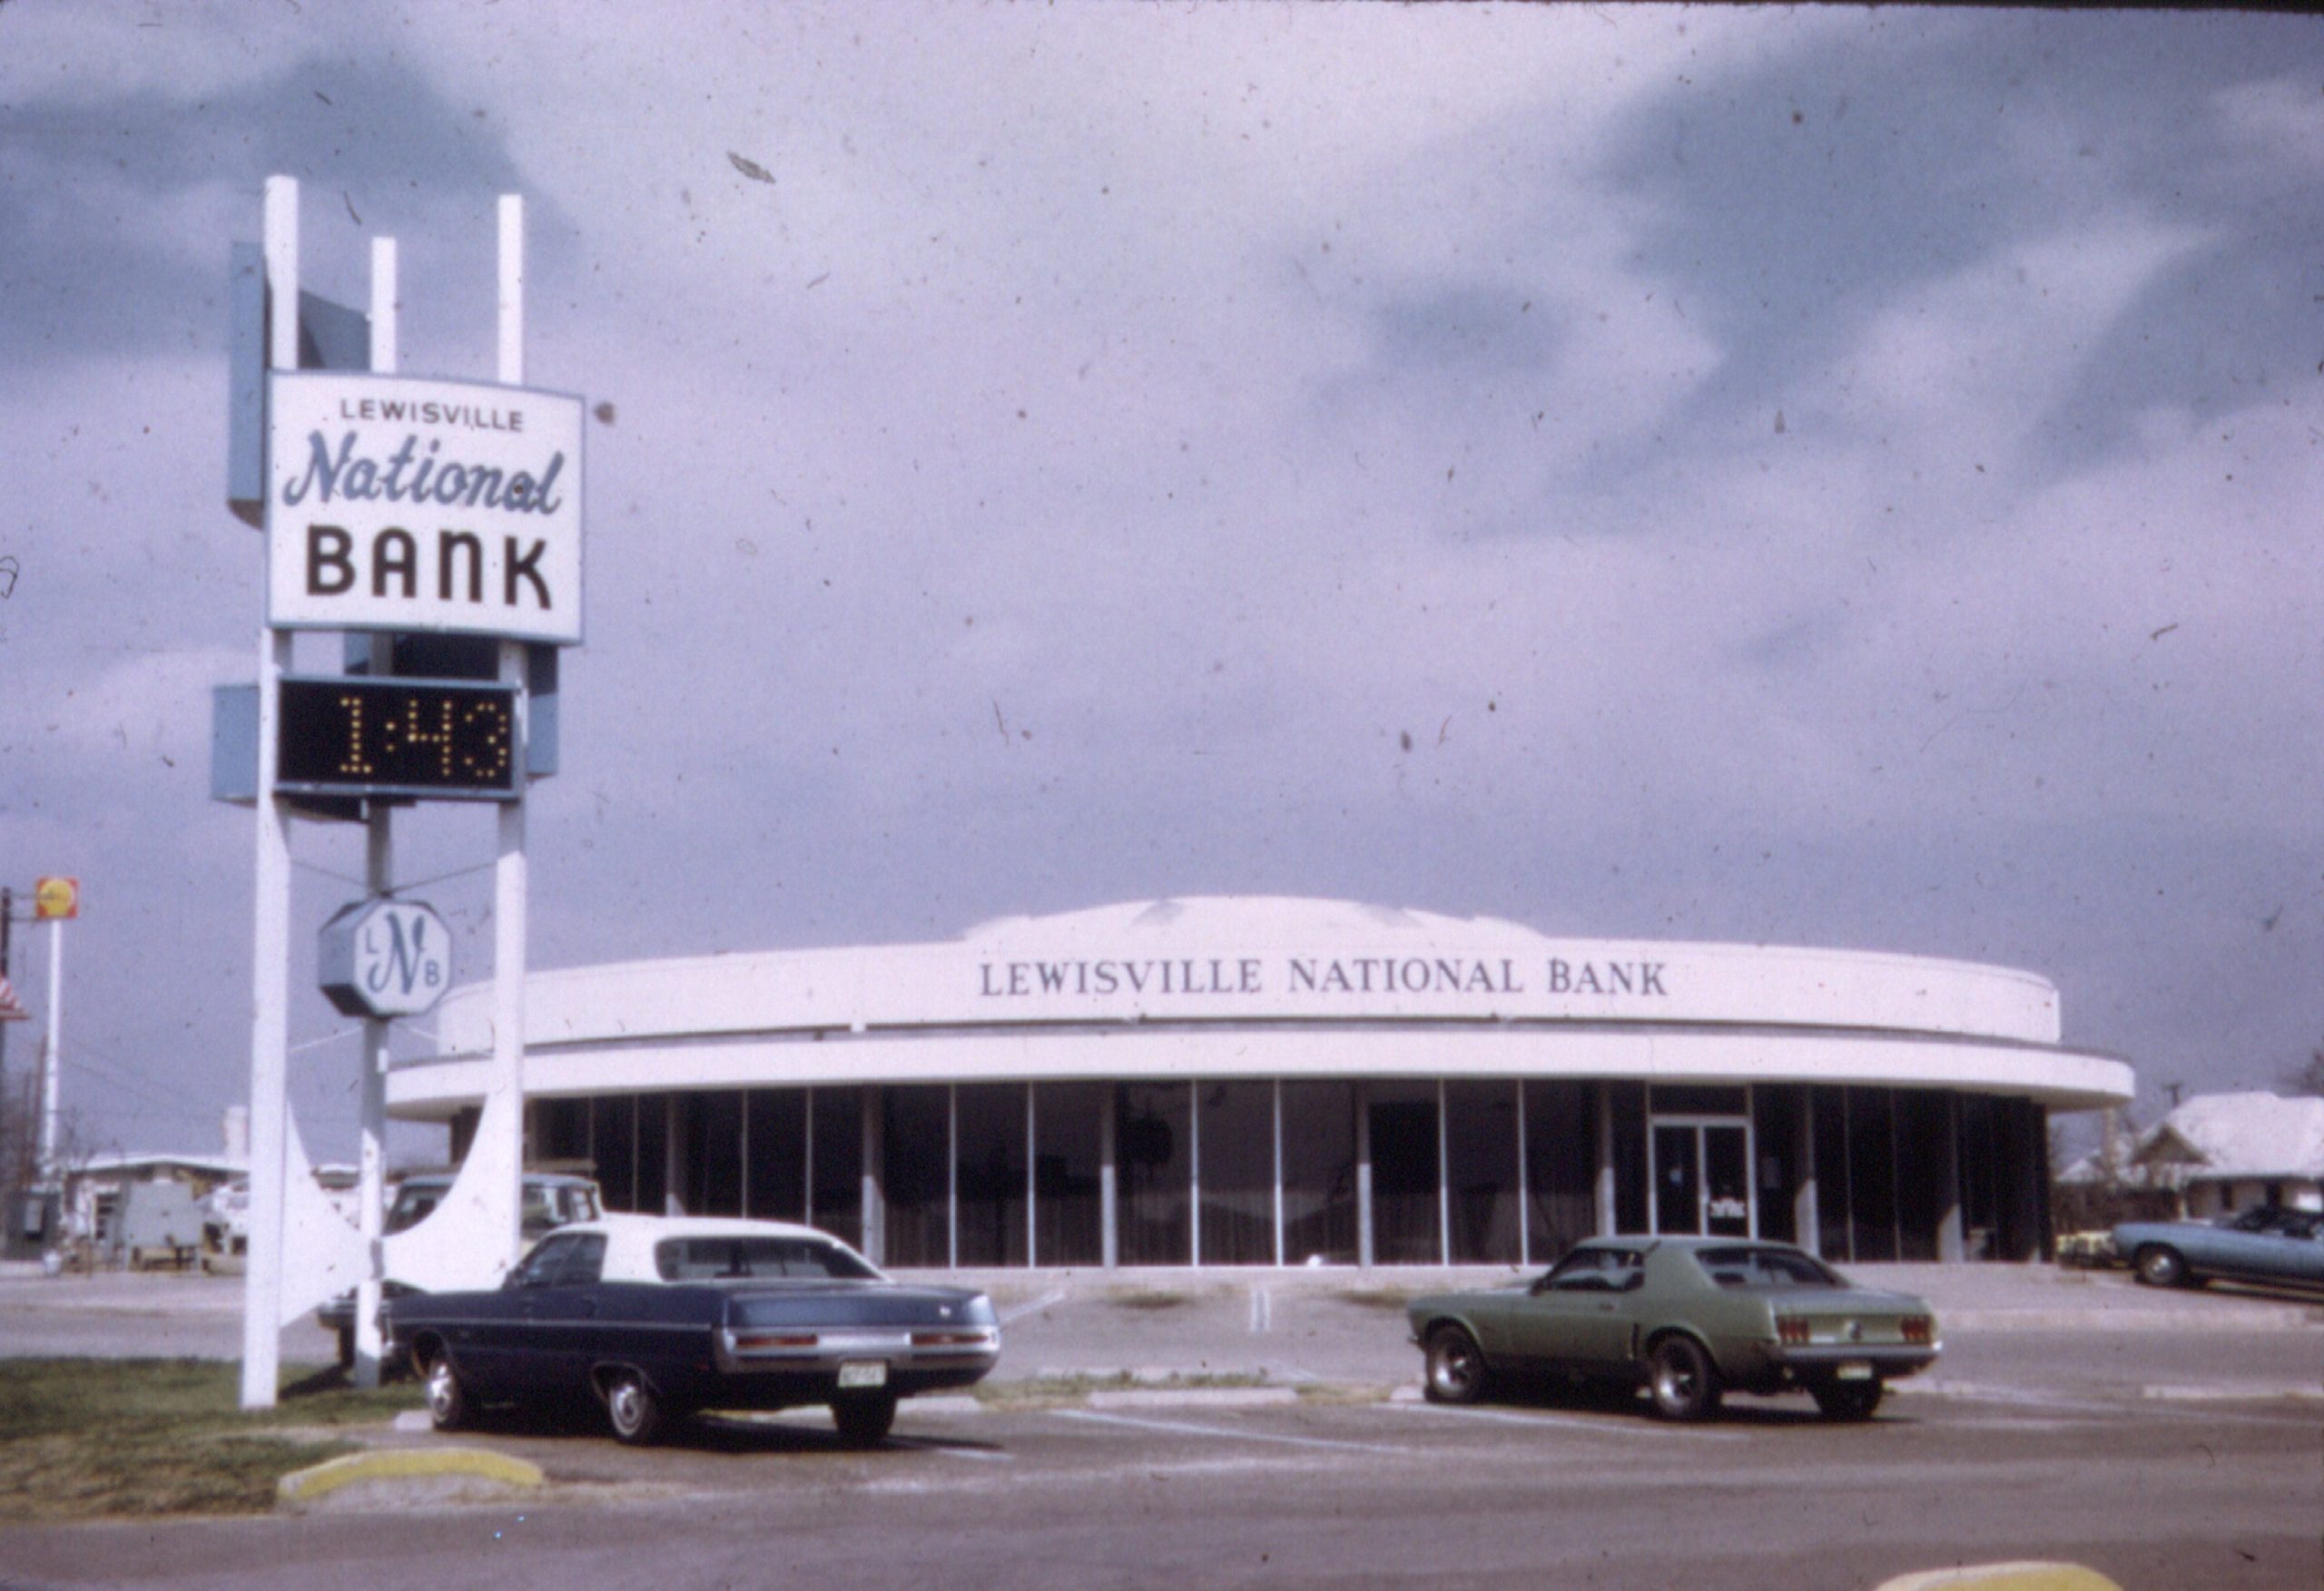 LEWISVILLE
National
BANK
1:43
L N B
LEWISVILLE NATIONAL BANK